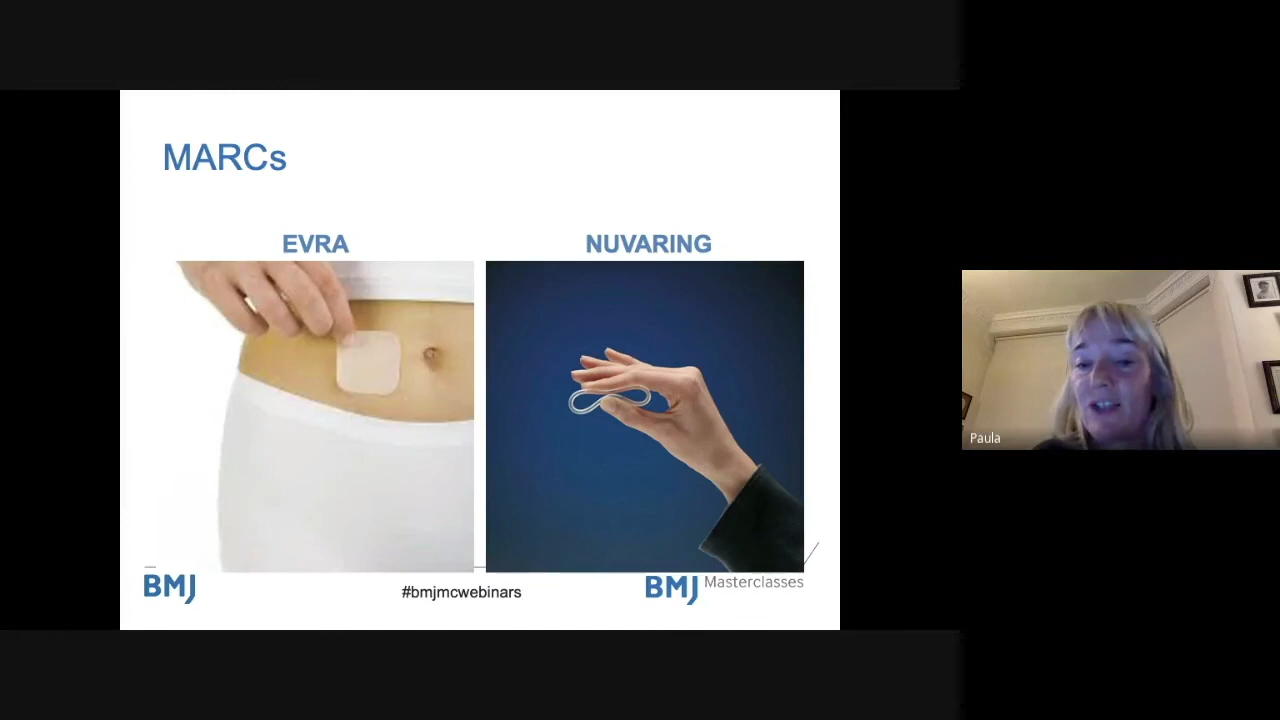 MARCs
EVRA
NUVARING
BMJ
#bmjmcwebinars
BMJ Masterclasses
Paula